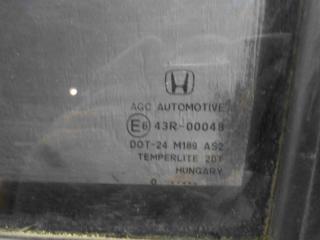 AGC AUTOMOTIVE
E6 43R-00048
DOT-24 M189 AS2
TEMPERLITE 20T
HUNGARY